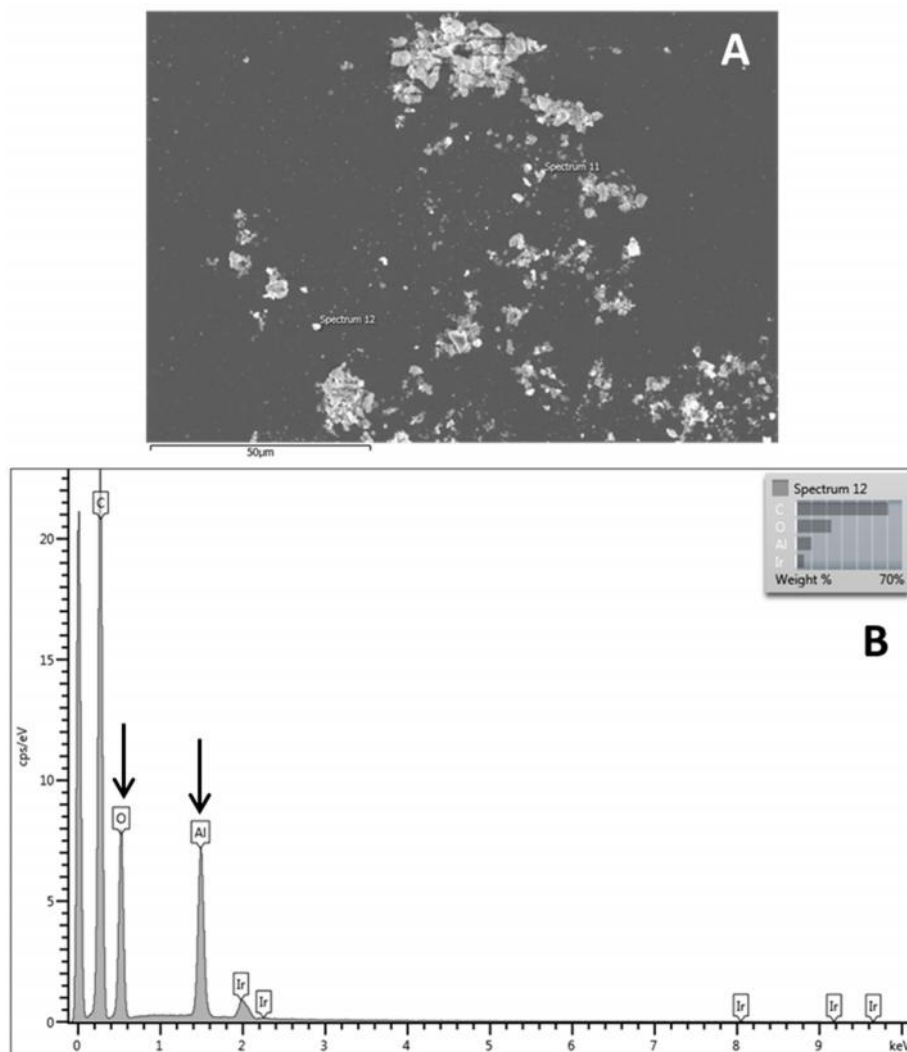 A
Spectrum 11
Spectrum 12
50μm
Spectrum 12
C
O
Al
Ir
Weight % 70%
B
20
15
10
5
0
cps/eV
C
O
Al
Ir
Ir
Ir
Ir
Ir
0 1 2 3 4 5 6 7 8 9 keV